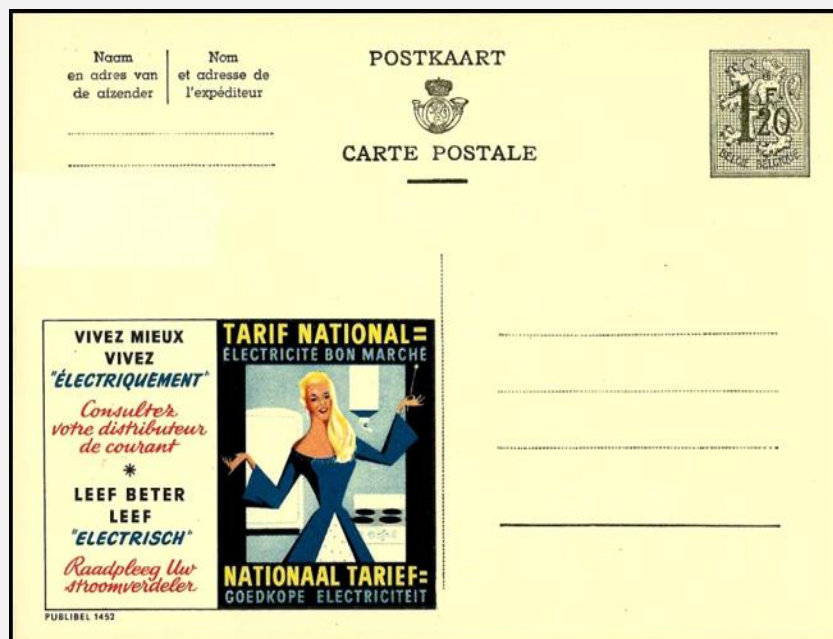 Naam
en adres van
de afzender
Nom
et adresse de
l'expéditeur
POSTKAART
CARTE POSTALE
1F20
BELGIE BELGIQUE
VIVEZ MIEUX
VIVEZ
"ÉLECTRIQUEMENT"
Consultez
votre distributeur
de courant
*
LEEF BETER
LEEF
"ELECTRISCH"
Raadpleeg Uw
stroomverdeler
TARIF NATIONAL=
ÉLECTRICITÉ BON MARCHÉ
NATIONAAL TARIEF=
GOEDKOPE ELECTRICITEIT
PUBLIBEL 1452